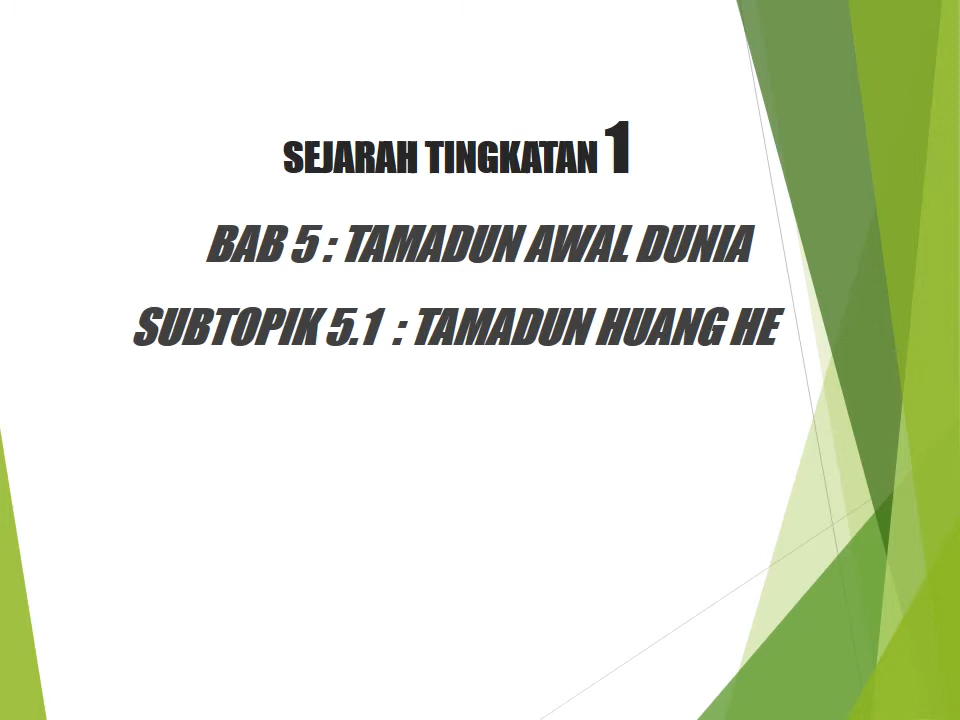 SEJARAH TINGKATAN 1
BAB 5 : TAMADUN AWAL DUNIA
SUBTOPIK 5.1 : TAMADUN HUANG HE